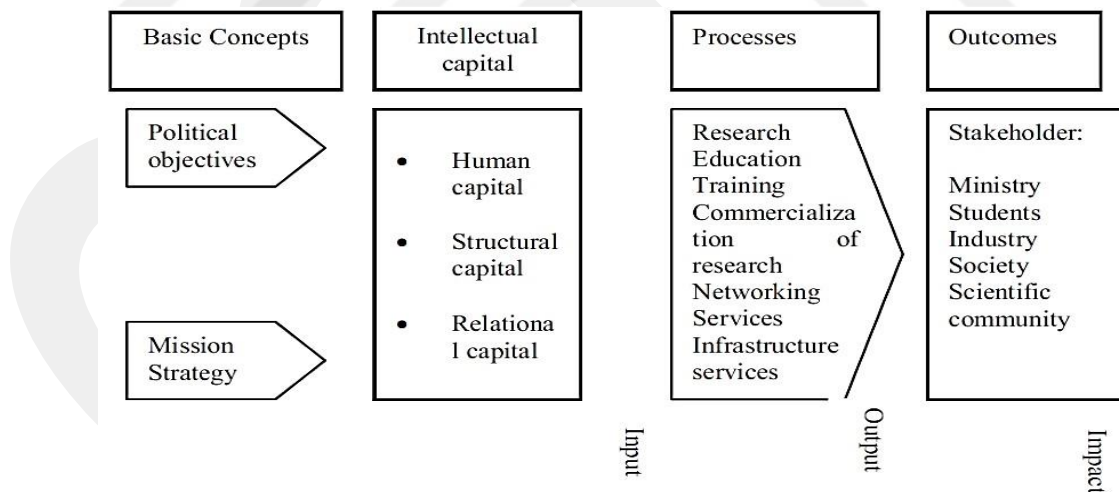 Basic Concepts
Intellectual
capital
Processes
Outcomes
Political
objectives
Mission
Strategy
• Human
capital
• Structural
capital
• Relationa
l capital
Research
Education
Training
Commercializa
tion of
research
Networking
Services
Infrastructure
services
Stakeholder:
Ministry
Students
Industry
Society
Scientific
community
Input
Output
Impact